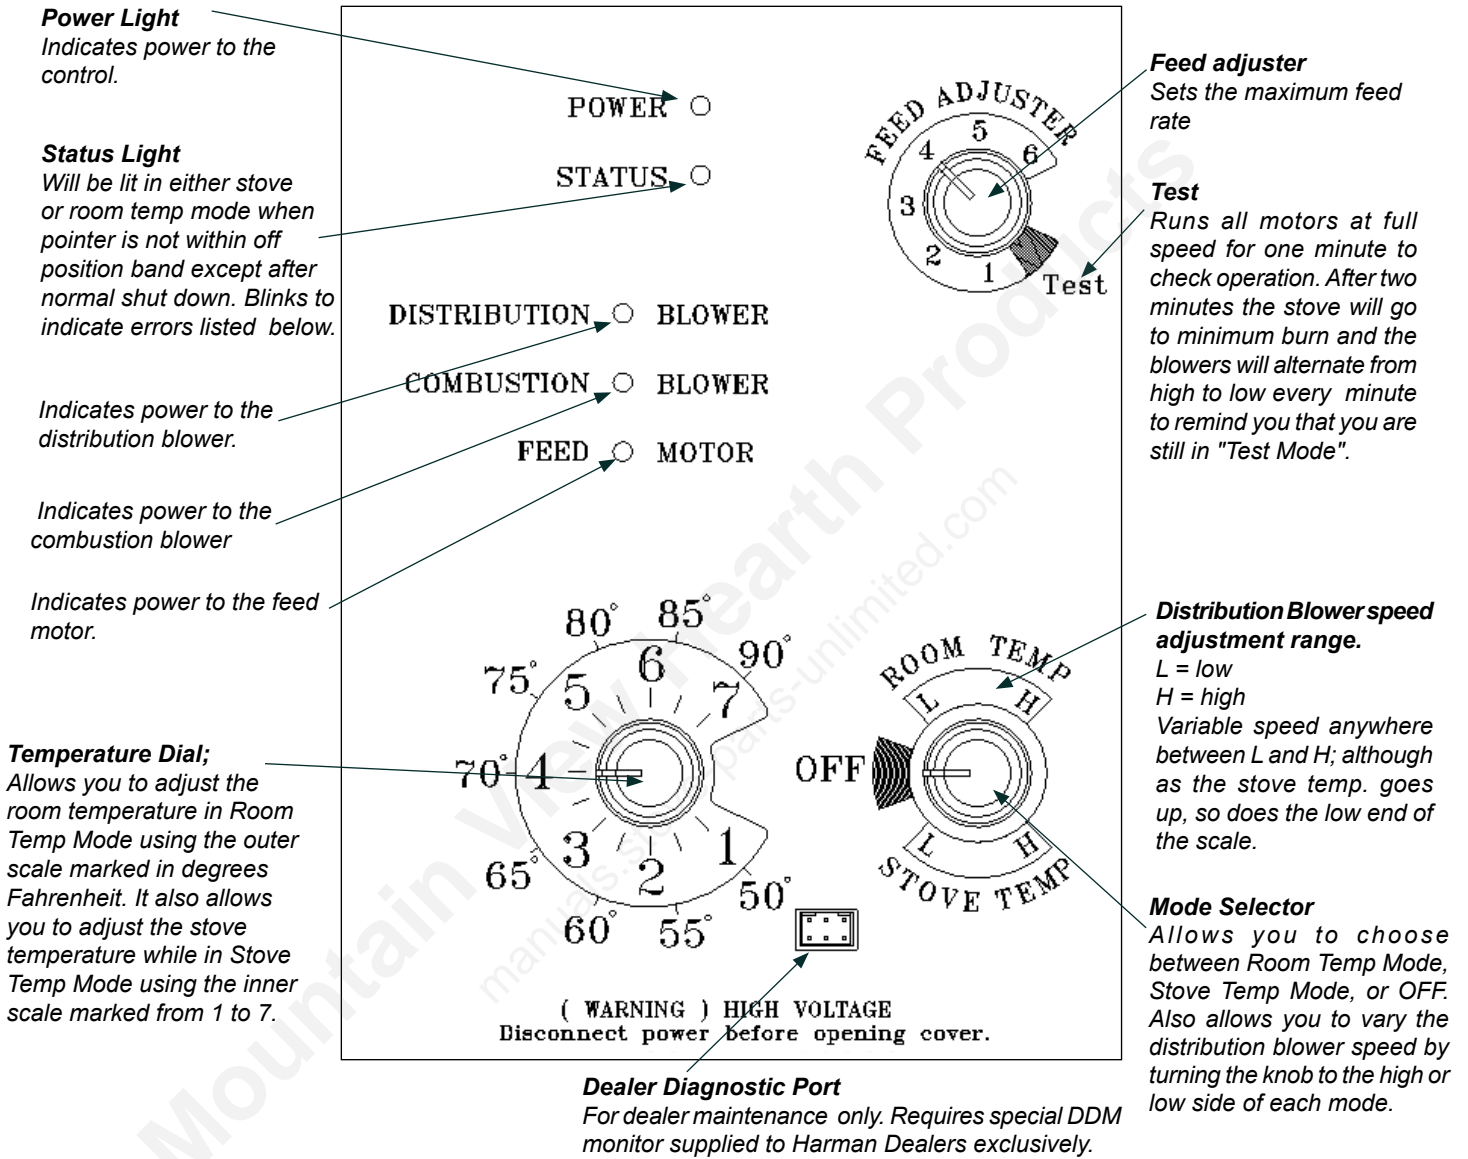 Power Light
Indicates power to the
control.
Status Light
Will be lit in either stove
or room temp mode when
pointer is not within off
position band except after
normal shut down. Blinks to
indicate errors listed below.
Indicates power to the
distribution blower.
Indicates power to the
combustion blower
Indicates power to the feed
motor.
Temperature Dial;
Allows you to adjust the
room temperature in Room
Temp Mode using the outer
scale marked in degrees
Fahrenheit. It also allows
you to adjust the stove
temperature while in Stove
Temp Mode using the inner
scale marked from 1 to 7.
POWER
STATUS
DISTRIBUTION BLOWER
COMBUSTION BLOWER
FEED MOTOR
FEED ADJUSTER
1 2 3 4 5 6
Test
50° 55° 60° 65° 70° 75° 80° 85° 90°
1 2 3 4 5 6 7
ROOM TEMP
L H
OFF
L H
STOVE TEMP
( WARNING ) HIGH VOLTAGE
Disconnect power before opening cover.
Feed adjuster
Sets the maximum feed
rate
Test
Runs all motors at full
speed for one minute to
check operation. After two
minutes the stove will go
to minimum burn and the
blowers will alternate from
high to low every minute
to remind you that you are
still in "Test Mode".
Distribution Blower speed
adjustment range.
L = low
H = high
Variable speed anywhere
between L and H; although
as the stove temp. goes
up, so does the low end of
the scale.
Mode Selector
Allows you to choose
between Room Temp Mode,
Stove Temp Mode, or OFF.
Also allows you to vary the
distribution blower speed by
turning the knob to the high or
low side of each mode.
Dealer Diagnostic Port
For dealer maintenance only. Requires special DDM
monitor supplied to Harman Dealers exclusively.
Mountain View Hearth